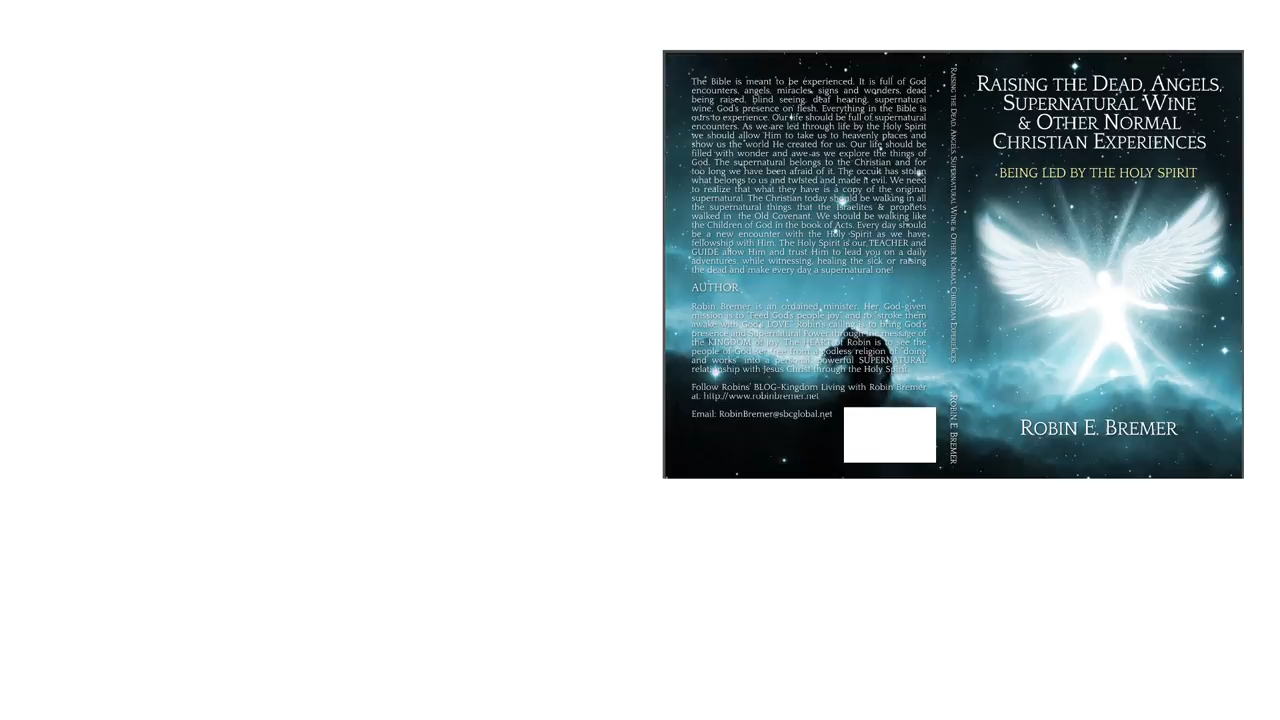 The Bible is meant to be experienced. It is full of God
encounters, angels, miracles, signs and wonders, dead
being raised, blind seeing, deaf hearing, supernatural
wine, God's presence on flesh. Everything in the Bible is
ours to experience. Our life should be full of supernatural
encounters. As we are led through life by the Holy Spirit
we should allow Him to take us to heavenly places and
show us the world He created for us. Our life should be
filled with wonder and awe as we explore the things of
God. The supernatural belongs to the Christian and for
too long we have been afraid of it. The occult has stolen
what belongs to us and twisted and made it evil. We need
to realize that what they have is a copy of the original
supernatural. The Christian today should be walking in all
the supernatural things that the Israelites & prophets
walked in the Old Covenant. We should be walking like
the Children of God in the book of Acts. Every day should
be a new encounter with the Holy Spirit as we have
fellowship with Him. The Holy Spirit is our TEACHER and
GUIDE allow Him and trust Him to lead you on a daily
adventures, while witnessing, healing the sick or raising
the dead and make every day a supernatural one!
AUTHOR
Robin Bremer is an ordained minister. Her God-given
mission is to "Feed God's people joy" and to "stroke them
awake with God's LOVE" Robin's calling is to bring God's
presence and Supernatural Power through the message of
the KINGDOM of joy. The HEART of Robin is to see the
people of God set free from a godless religion of "doing
and works" into a personal, powerful SUPERNATURAL
relationship with Jesus Christ through the Holy Spirit.
Follow Robins' BLOG-Kingdom Living with Robin Bremer
at: http://www.robinbremer.net
Email: RobinBremer@sbcglobal.net
RAISING THE DEAD, ANGELS, SUPERNATURAL WINE & OTHER NORMAL CHRISTIAN EXPERIENCES
ROBIN E. BREMER
RAISING THE DEAD, ANGELS,
SUPERNATURAL WINE
& OTHER NORMAL
CHRISTIAN EXPERIENCES
BEING LED BY THE HOLY SPIRIT
ROBIN E. BREMER